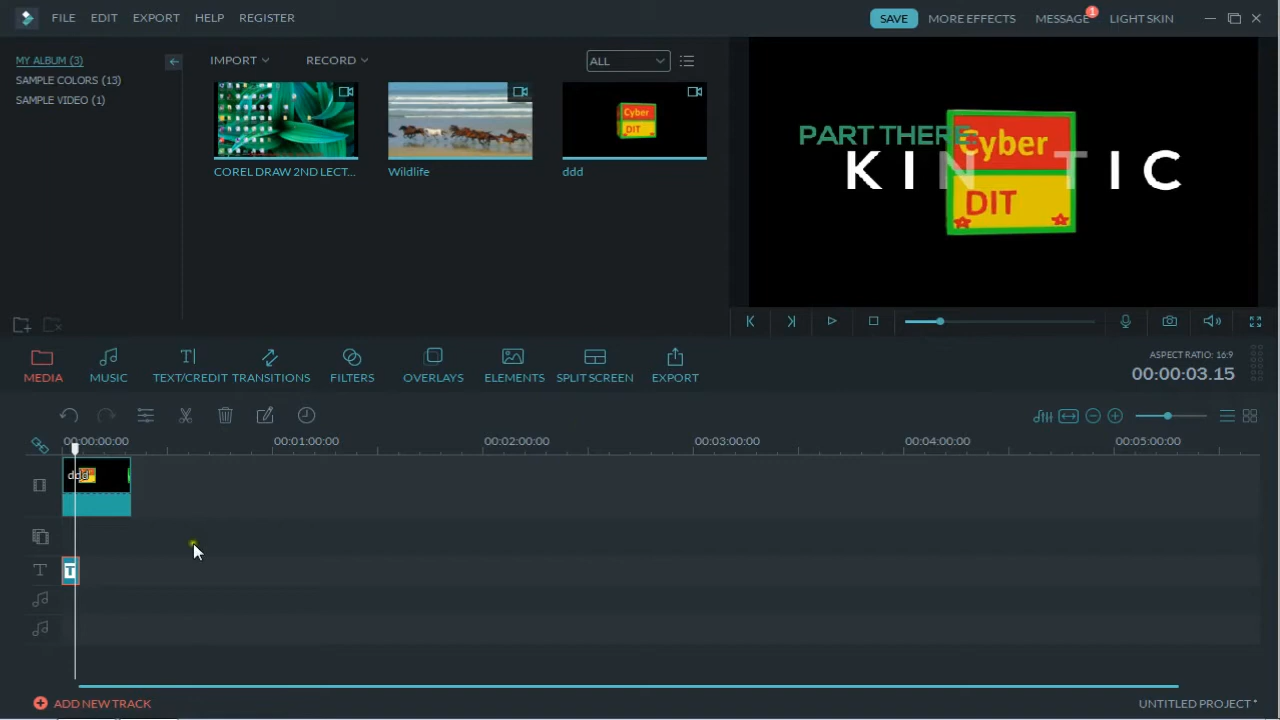 FILE EDIT EXPORT HELP REGISTER SAVE MORE EFFECTS MESSAGE 1 LIGHT SKIN
MY ALBUM (3)
SAMPLE COLORS (13)
SAMPLE VIDEO (1)
IMPORT RECORD ALL
COREL DRAW 2ND LECT... Wildlife ddd
Cyber
DIT
PART THERE
Cyber
KINTIC
DIT
MEDIA MUSIC TEXT/CREDIT TRANSITIONS FILTERS OVERLAYS ELEMENTS SPLIT SCREEN EXPORT
ASPECT RATIO: 16:9
00:00:03.15
00:00:00:00 00:01:00:00 00:02:00:00 00:03:00:00 00:04:00:00 00:05:00:00
ddd
T
T
ADD NEW TRACK UNTITLED PROJECT *